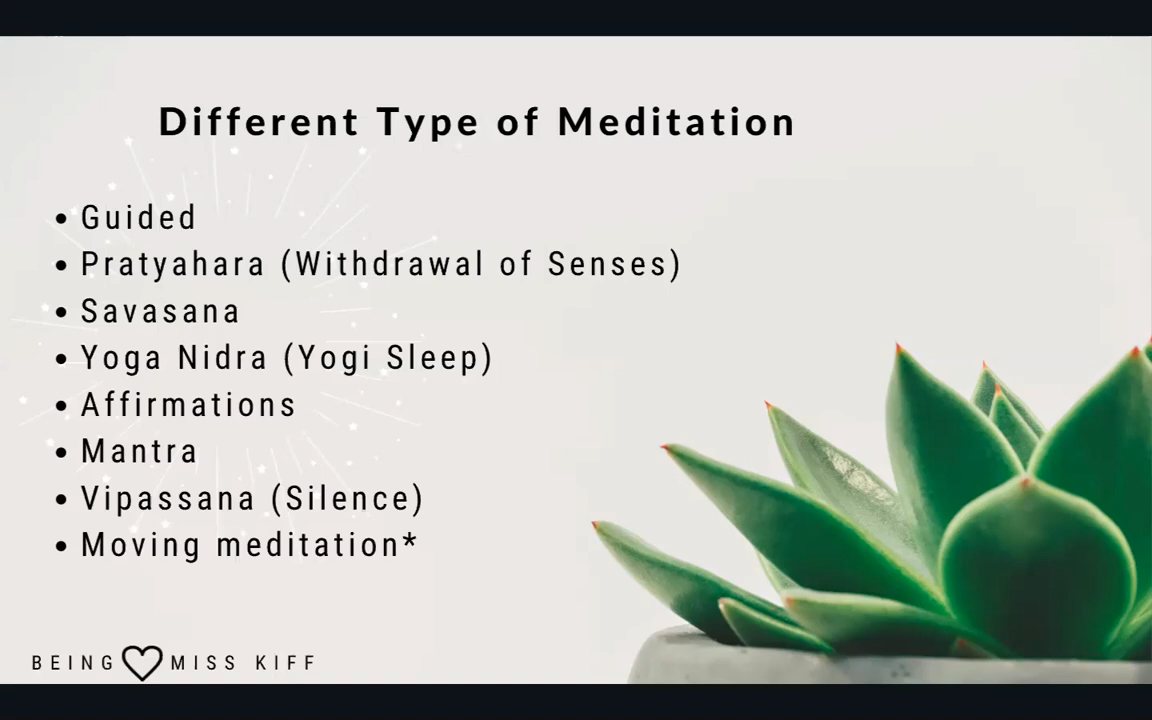 Different Type of Meditation
• Guided
• Pratyahara (Withdrawal of Senses)
• Savasana
• Yoga Nidra (Yogi Sleep)
• Affirmations
• Mantra
• Vipassana (Silence)
• Moving meditation*
BEING MISS KIFF